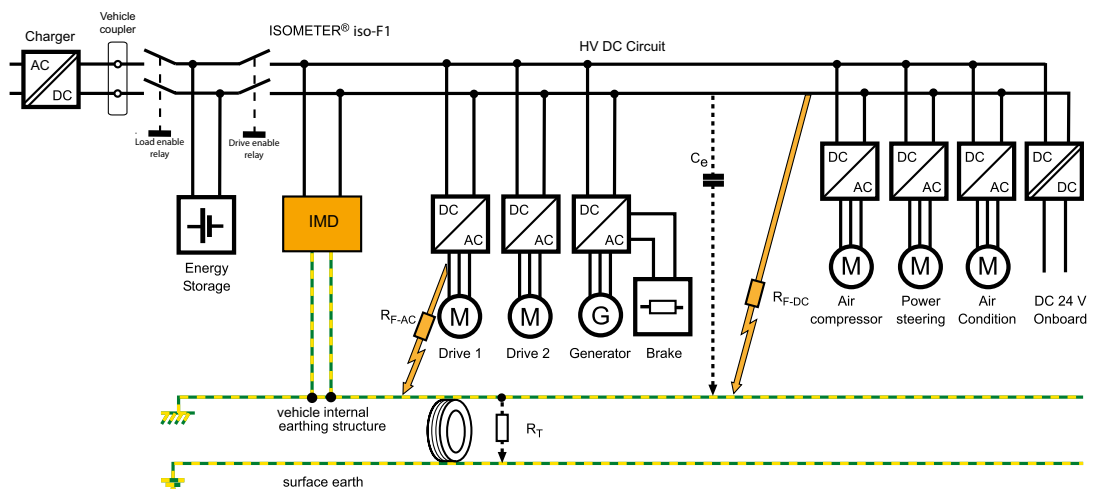 Vehicle
coupler
Charger
ISOMETER® iso-F1
HV DC Circuit
AC
DC
Load enable
relay
Drive enable
relay
Ce
DC
AC
DC
AC
DC
AC
DC
DC
IMD
DC
AC
DC
AC
DC
AC
Energy
Storage
M
M
M
Air
compressor
Power
steering
Air
Condition
DC 24 V
Onboard
RF-DC
RF-AC
M
M
G
Drive 1
Drive 2
Generator
Brake
vehicle internal
earthing structure
RT
surface earth